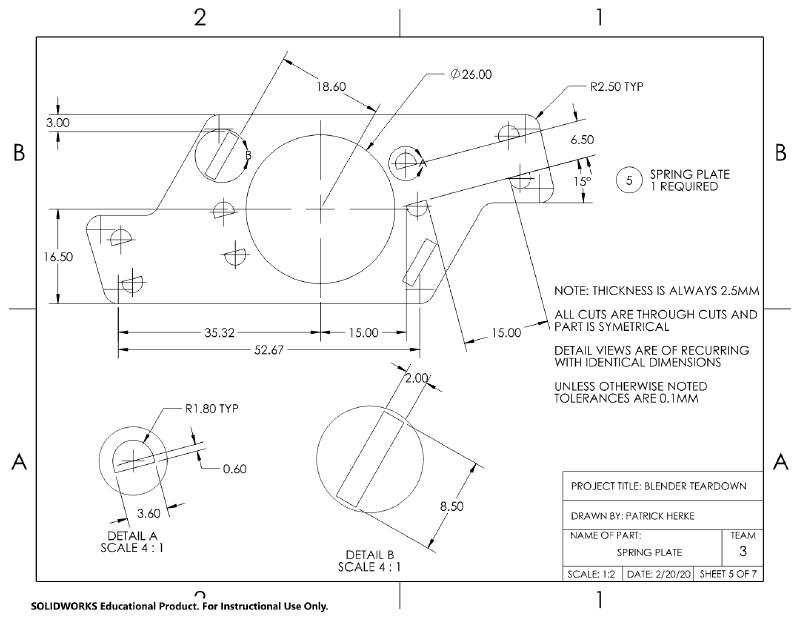 2
1
18.60
Ø26.00
R2.50 TYP
3.00
B
B
A
6.50
B
15°
5
SPRING PLATE
1 REQUIRED
16.50
NOTE: THICKNESS IS ALWAYS 2.5MM
ALL CUTS ARE THROUGH CUTS AND
PART IS SYMETRICAL
DETAIL VIEWS ARE OF RECURRING
WITH IDENTICAL DIMENSIONS
UNLESS OTHERWISE NOTED
TOLERANCES ARE 0.1MM
35.32
15.00
15.00
52.67
2.00
R1.80 TYP
0.60
3.60
DETAIL A
SCALE 4 : 1
8.50
DETAIL B
SCALE 4 : 1
A
A
PROJECT TITLE: BLENDER TEARDOWN
DRAWN BY: PATRICK HERKE
NAME OF PART:
SPRING PLATE
TEAM
3
SCALE: 1:2
DATE: 2/20/20
SHEET 5 OF 7
2
1
SOLIDWORKS Educational Product. For Instructional Use Only.